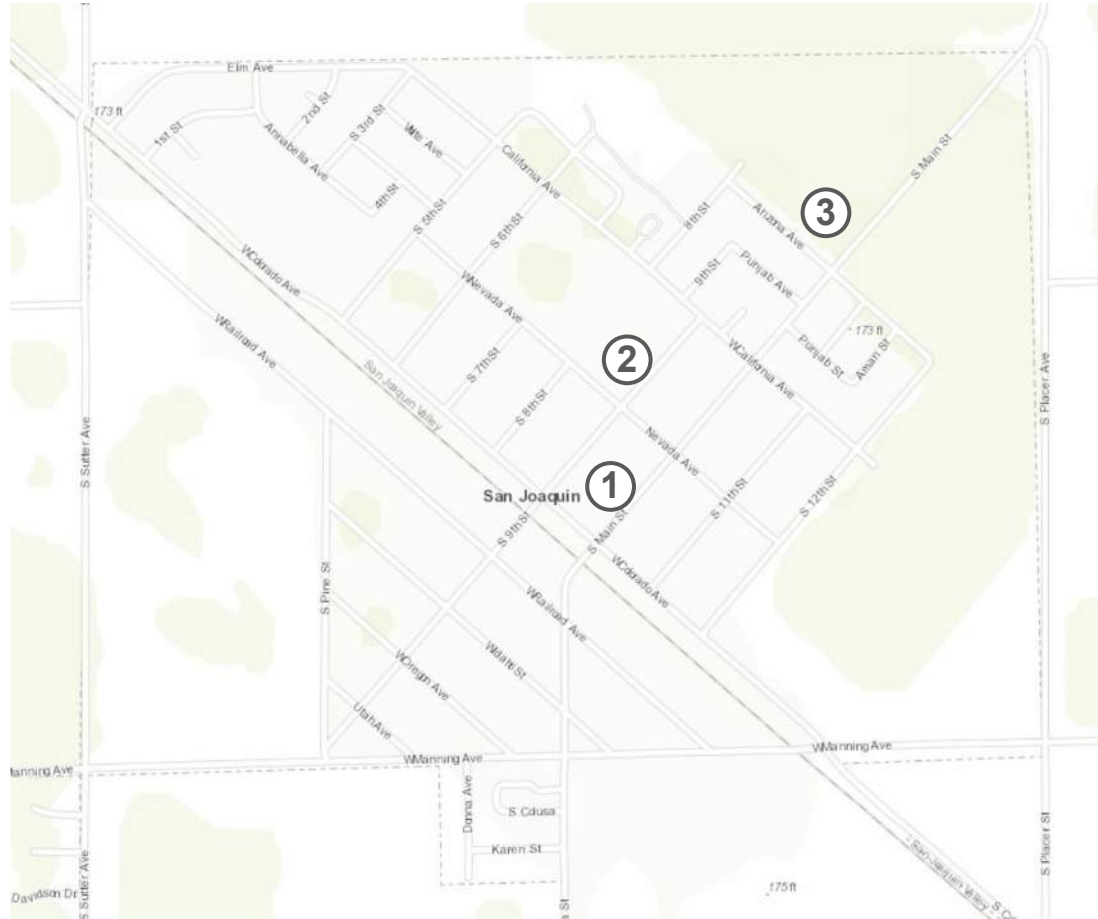 Elm Ave
173 ft
1st St
2nd St
S 3rd St
Annabella Ave
4th St
S 5th St
California Ave
S 6th St
8th St
Arizona Ave
3
S Main St
9th St
Punjab Ave
W Colorado Ave
W Nevada Ave
W Railroad Ave
173 ft
Punjab St
Aman St
2
W California Ave
San Joaquin Valley
S 7th St
S 8th St
S Sutter Ave
S Placer Ave
Nevada Ave
San Joaquin
1
S 11th St
S 12th St
S 9th St
S Main St
W Colorado Ave
S Pine St
W Railroad Ave
W Idaho St
W Oregon Ave
Utah Ave
W Manning Ave
W Manning Ave
Manning Ave
Donna Ave
S Colusa
Karen St
S Placer St
San Joaquin Valley
Davidson Dr
S Sutter Ave
175 ft